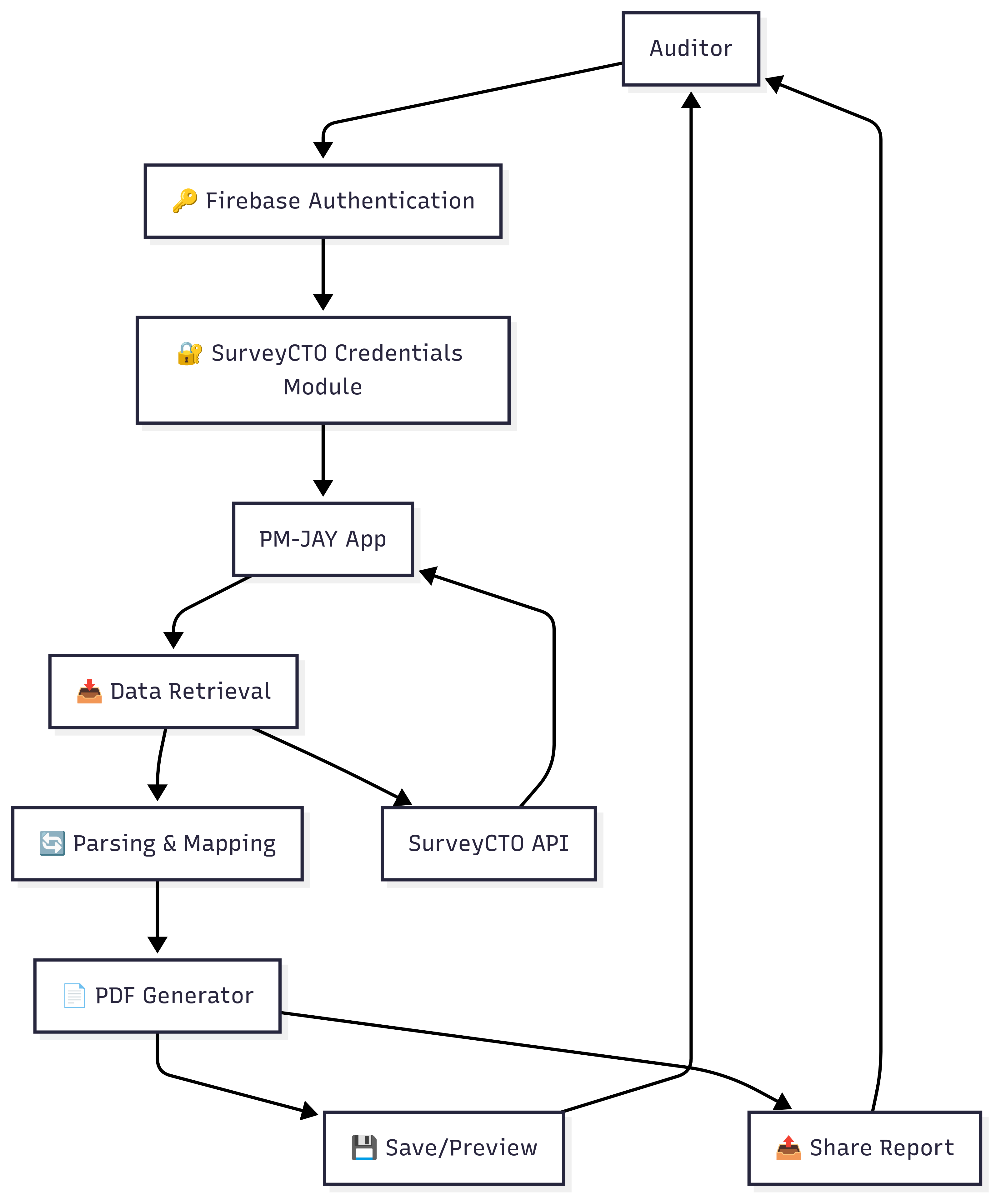 Auditor
🔑 Firebase Authentication
🔐 SurveyCTO Credentials
Module
PM-JAY App
📥 Data Retrieval
🔄 Parsing & Mapping
SurveyCTO API
📄 PDF Generator
💾 Save/Preview
📤 Share Report